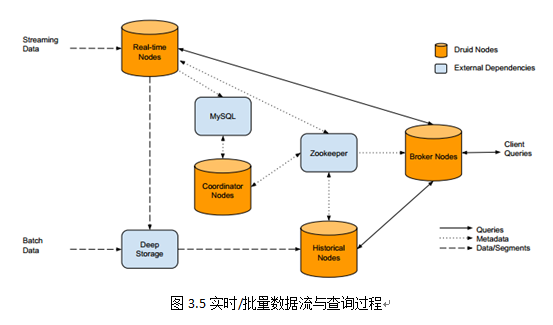 Streaming
Data
Real-time
Nodes
Druid Nodes
External Dependencies
MySQL
Zookeeper
Broker Nodes
Client
Queries
Coordinator
Nodes
Batch
Data
Deep
Storage
Historical
Nodes
Queries
Metadata
Data/Segments
图 3.5 实时/批量数据流与查询过程↵